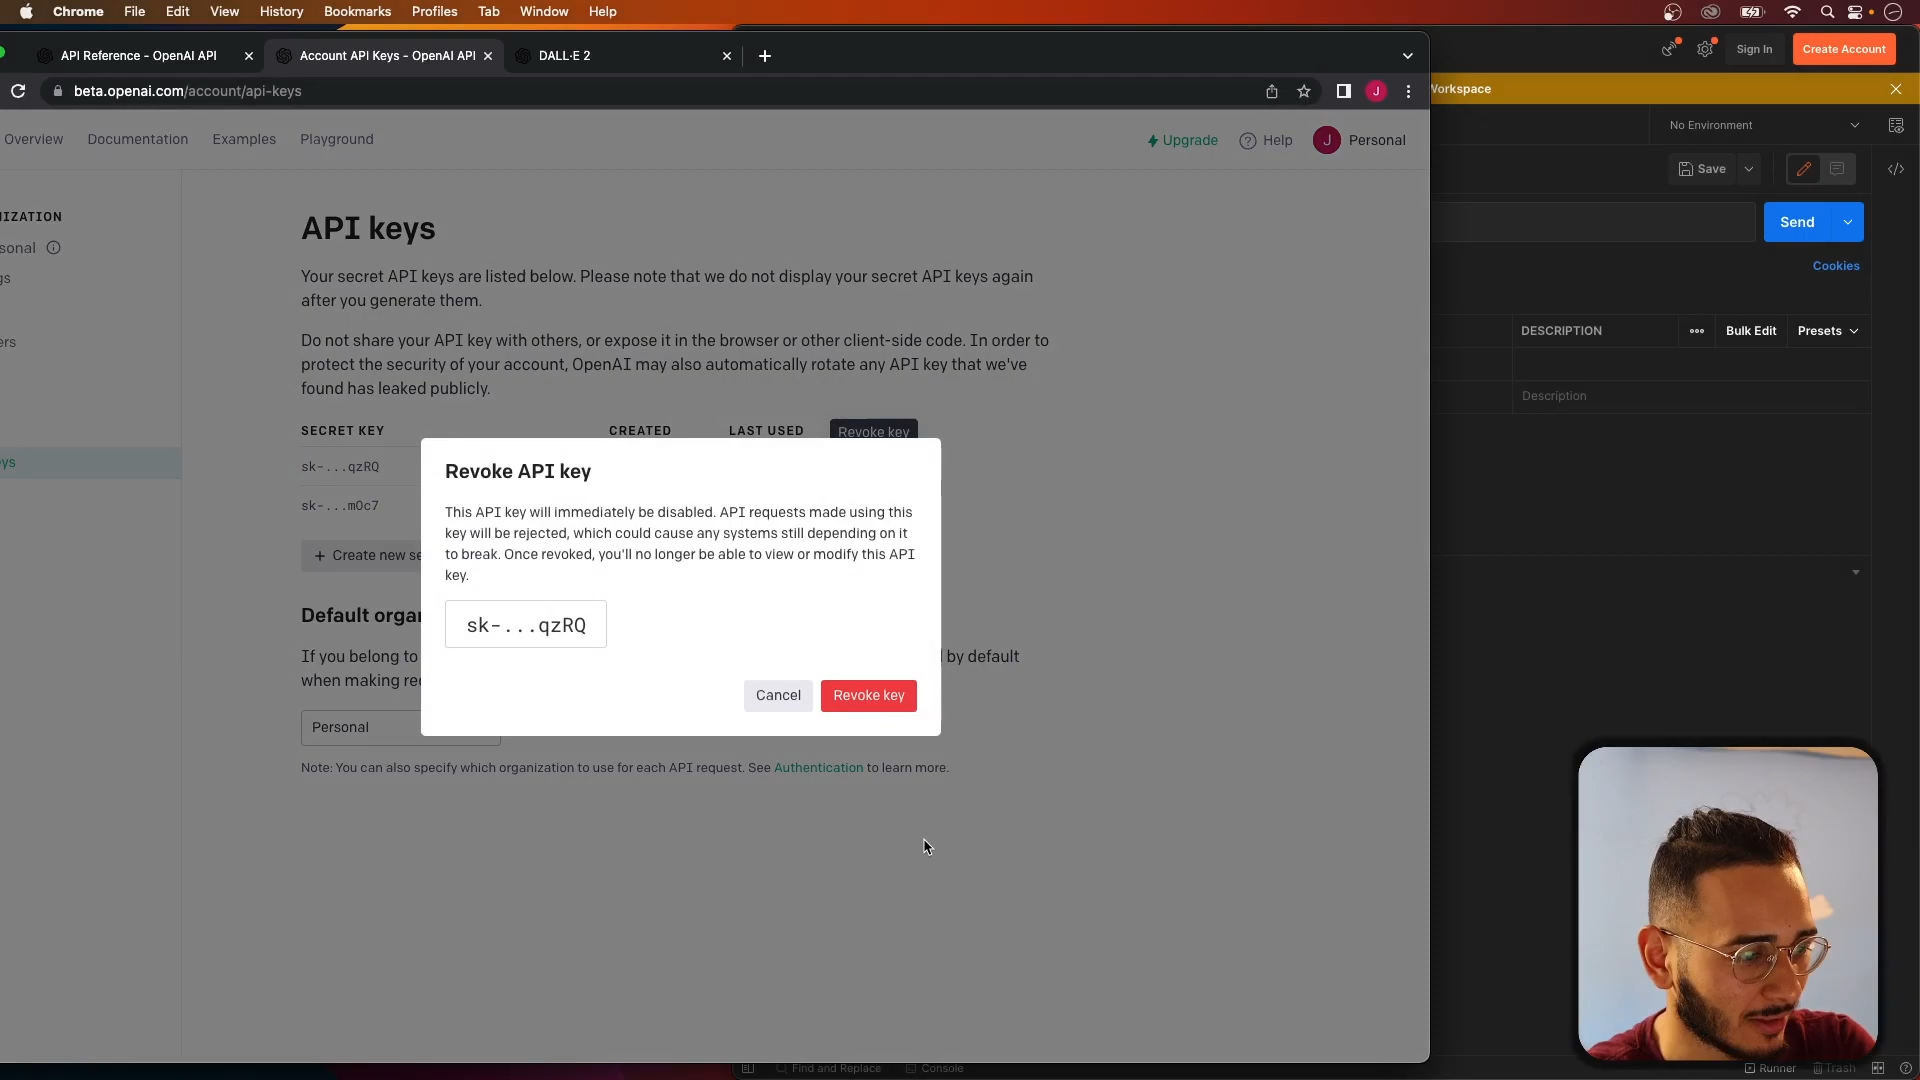 Chrome File Edit View History Bookmarks Profiles Tab Window Help
API Reference - OpenAI API
Account API Keys - OpenAI API
DALL·E 2
beta.openai.com/account/api-keys
J
Overview Documentation Examples Playground
Upgrade Help J Personal
IZATION
sonal
gs
ers
ys
API keys
Your secret API keys are listed below. Please note that we do not display your secret API keys again
after you generate them.
Do not share your API key with others, or expose it in the browser or other client-side code. In order to
protect the security of your account, OpenAI may also automatically rotate any API key that we've
found has leaked publicly.
SECRET KEY CREATED LAST USED Revoke key
sk-...qzRQ
sk-...mOc7
+ Create new se
Revoke API key
This API key will immediately be disabled. API requests made using this
key will be rejected, which could cause any systems still depending on it
to break. Once revoked, you'll no longer be able to view or modify this API
key.
sk-...qzRQ
Cancel Revoke key
Default organ
If you belong to
by default
when making rec
Personal
Note: You can also specify which organization to use for each API request. See Authentication to learn more.
Sign In Create Account
Workspace
No Environment
Save
Send
Cookies
DESCRIPTION Bulk Edit Presets
Description
Find and Replace Console
Runner Trash